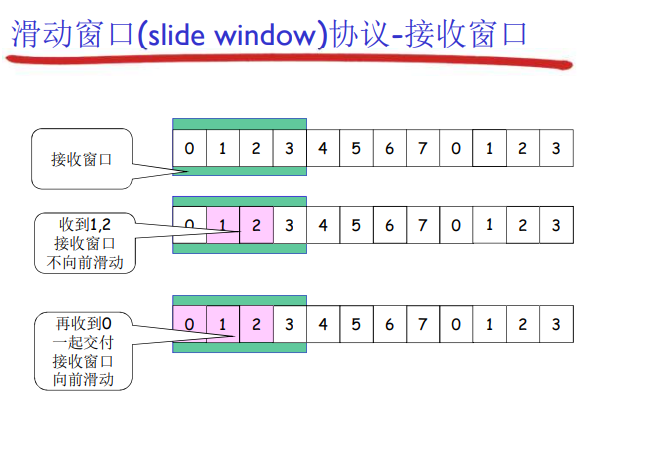 滑动窗口(slide window)协议-接收窗口
接收窗口
0 1 2 3 4 5 6 7 0 1 2 3
收到1,2
接收窗口
不向前滑动
0 1 2 3 4 5 6 7 0 1 2 3
再收到0
一起交付
接收窗口
向前滑动
0 1 2 3 4 5 6 7 0 1 2 3